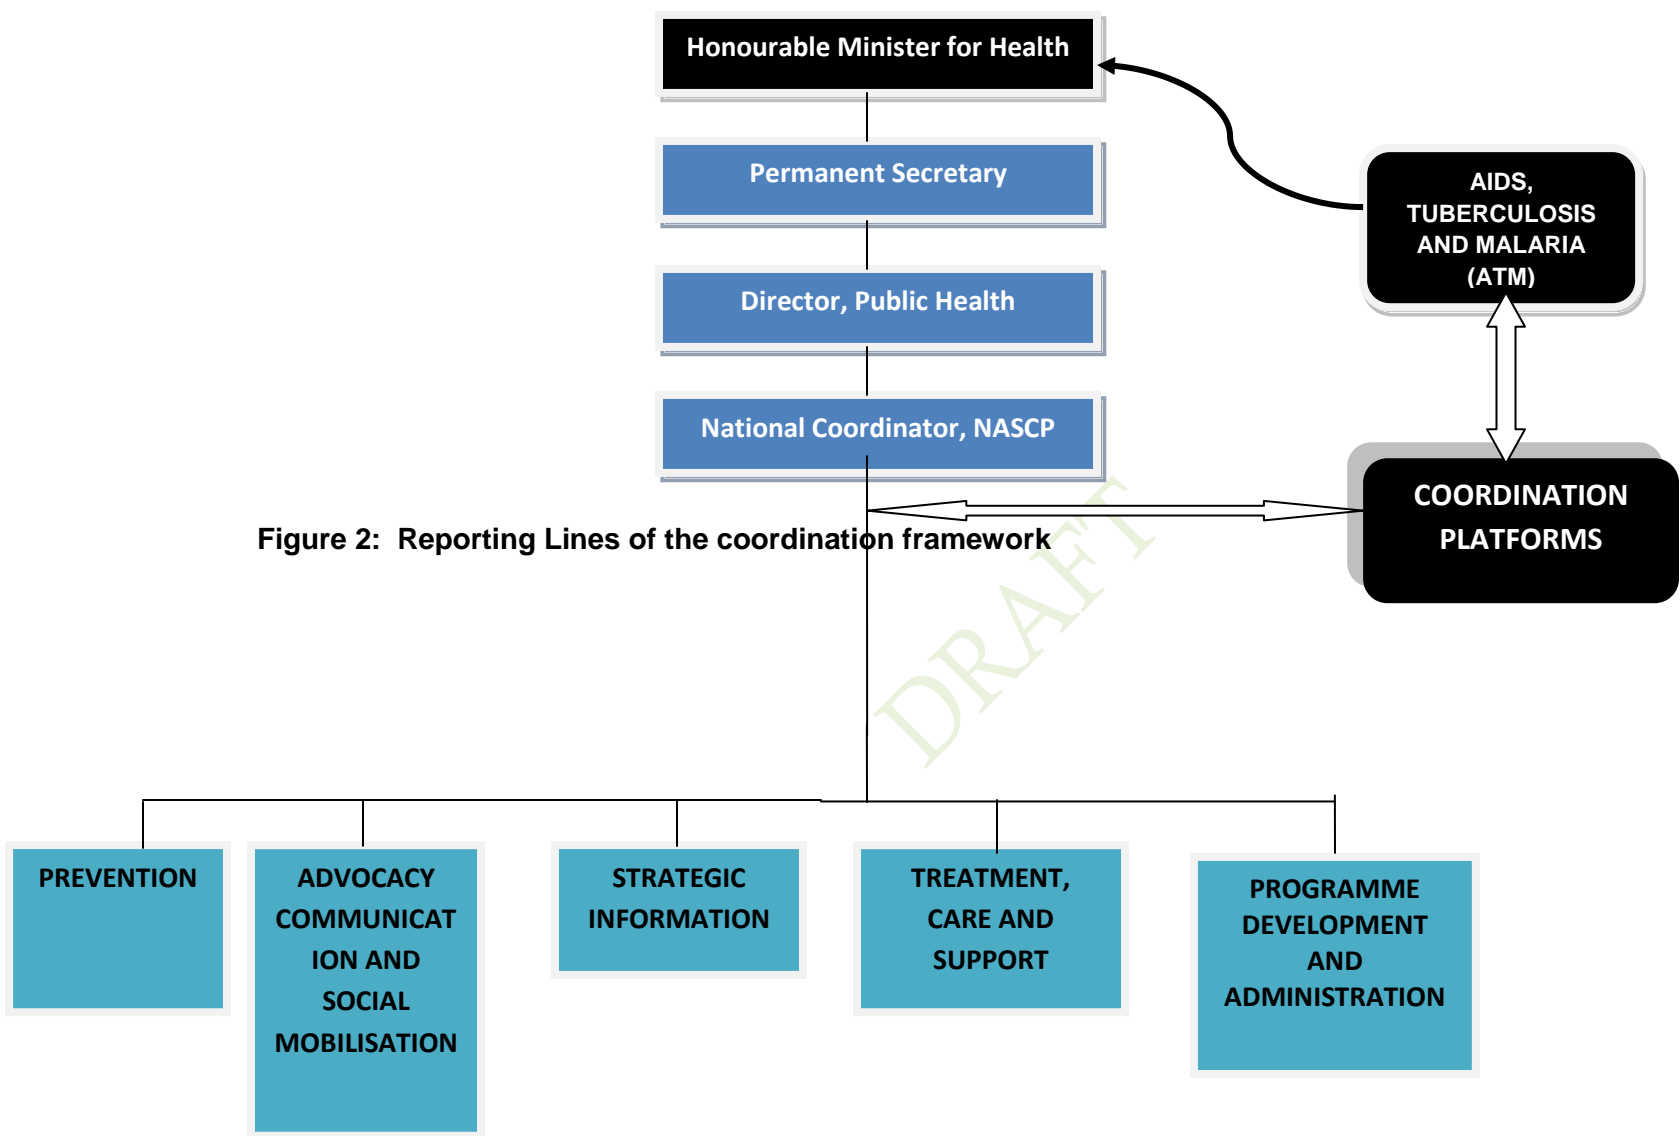 Honourable Minister for Health
Permanent Secretary
AIDS,
TUBERCULOSIS
AND MALARIA
(ATM)
Director, Public Health
National Coordinator, NASCP
COORDINATION
PLATFORMS
Figure 2:  Reporting Lines of the coordination framework
DRAFT
PREVENTION
ADVOCACY
COMMUNICAT
ION AND
SOCIAL
MOBILISATION
STRATEGIC
INFORMATION
TREATMENT,
CARE AND
SUPPORT
PROGRAMME
DEVELOPMENT
AND
ADMINISTRATION